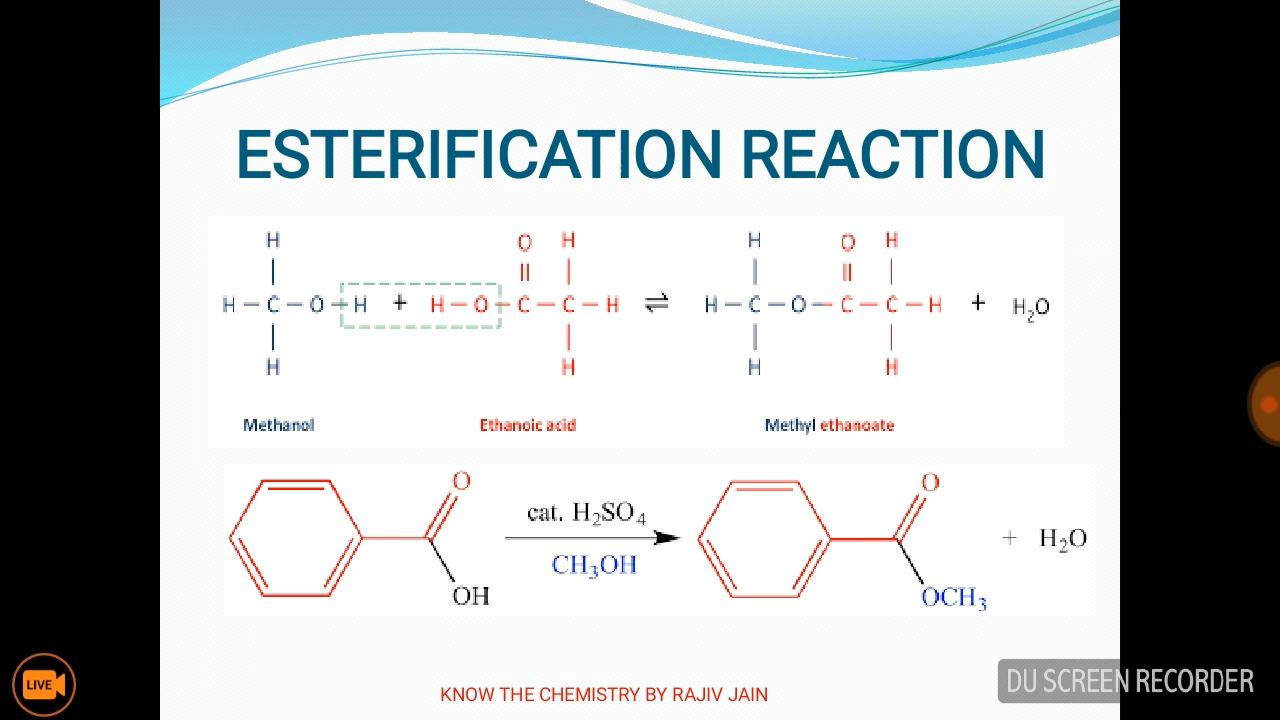 ESTERIFICATION REACTION
H O H H O H
H — C — O — H + H — O — C — C — H ⇌ H — C — O — C — C — H + H₂O
H H H H
Methanol Ethanoic acid Methyl ethanoate
O O
cat. H₂SO₄ + H₂O
CH₃OH
OH OCH₃
LIVE
KNOW THE CHEMISTRY BY RAJIV JAIN
DU SCREEN RECORDER